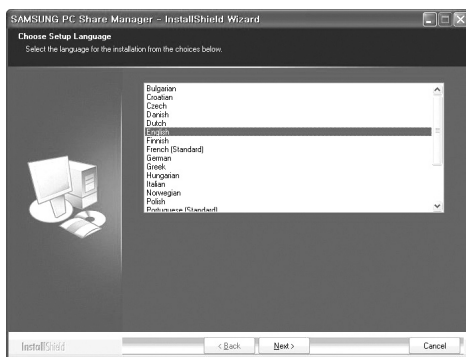 SAMSUNG PC Share Manager - InstallShield Wizard
Choose Setup Language
Select the language for the installation from the choices below.
Bulgarian
Croatian
Czech
Danish
Dutch
English
Finnish
French (Standard)
German
Greek
Hungarian
Italian
Norwegian
Polish
Portuguese (Standard)
InstallShield
< Back
Next >
Cancel